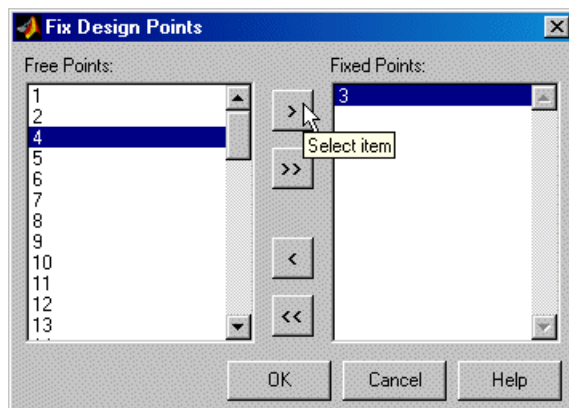 Fix Design Points
Free Points:
Fixed Points:
1
2
4
5
6
7
8
9
10
11
12
13
3
>
Select item
>>
<
<<
OK
Cancel
Help